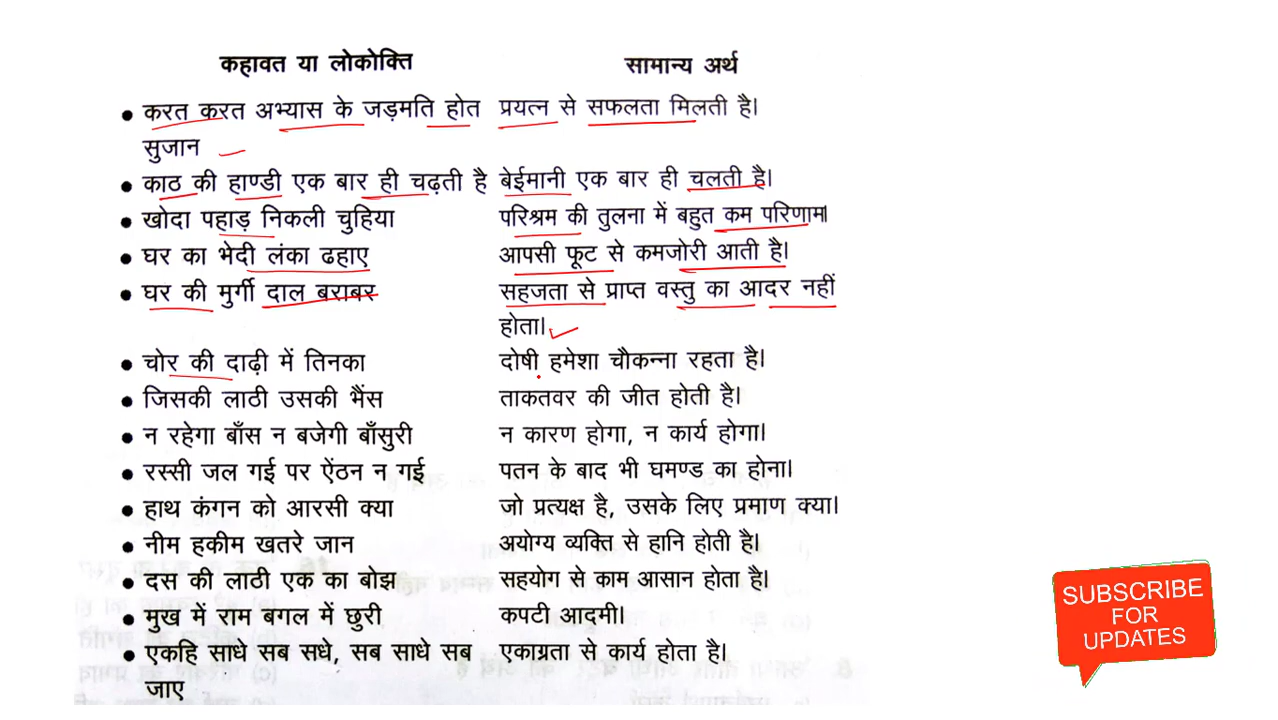 कहावत या लोकोक्ति सामान्य अर्थ
• करत करत अभ्यास के जड़मति होत प्रयत्न से सफलता मिलती है।
सुजान
• काठ की हाण्डी एक बार ही चढ़ती है बेईमानी एक बार ही चलती है।
• खोदा पहाड़ निकली चुहिया परिश्रम की तुलना में बहुत कम परिणाम।
• घर का भेदी लंका ढहाए आपसी फूट से कमजोरी आती है।
• घर की मुर्गी दाल बराबर सहजता से प्राप्त वस्तु का आदर नहीं
होता।
• चोर की दाढ़ी में तिनका दोषी हमेशा चौकन्ना रहता है।
• जिसकी लाठी उसकी भैंस ताकतवर की जीत होती है।
• न रहेगा बाँस न बजेगी बाँसुरी न कारण होगा, न कार्य होगा।
• रस्सी जल गई पर ऐंठन न गई पतन के बाद भी घमण्ड का होना।
• हाथ कंगन को आरसी क्या जो प्रत्यक्ष है, उसके लिए प्रमाण क्या।
• नीम हकीम खतरे जान अयोग्य व्यक्ति से हानि होती है।
• दस की लाठी एक का बोझ सहयोग से काम आसान होता है।
• मुख में राम बगल में छुरी कपटी आदमी।
• एकहि साधे सब सधे, सब साधे सब एकाग्रता से कार्य होता है।
जाए
SUBSCRIBE
FOR
UPDATES